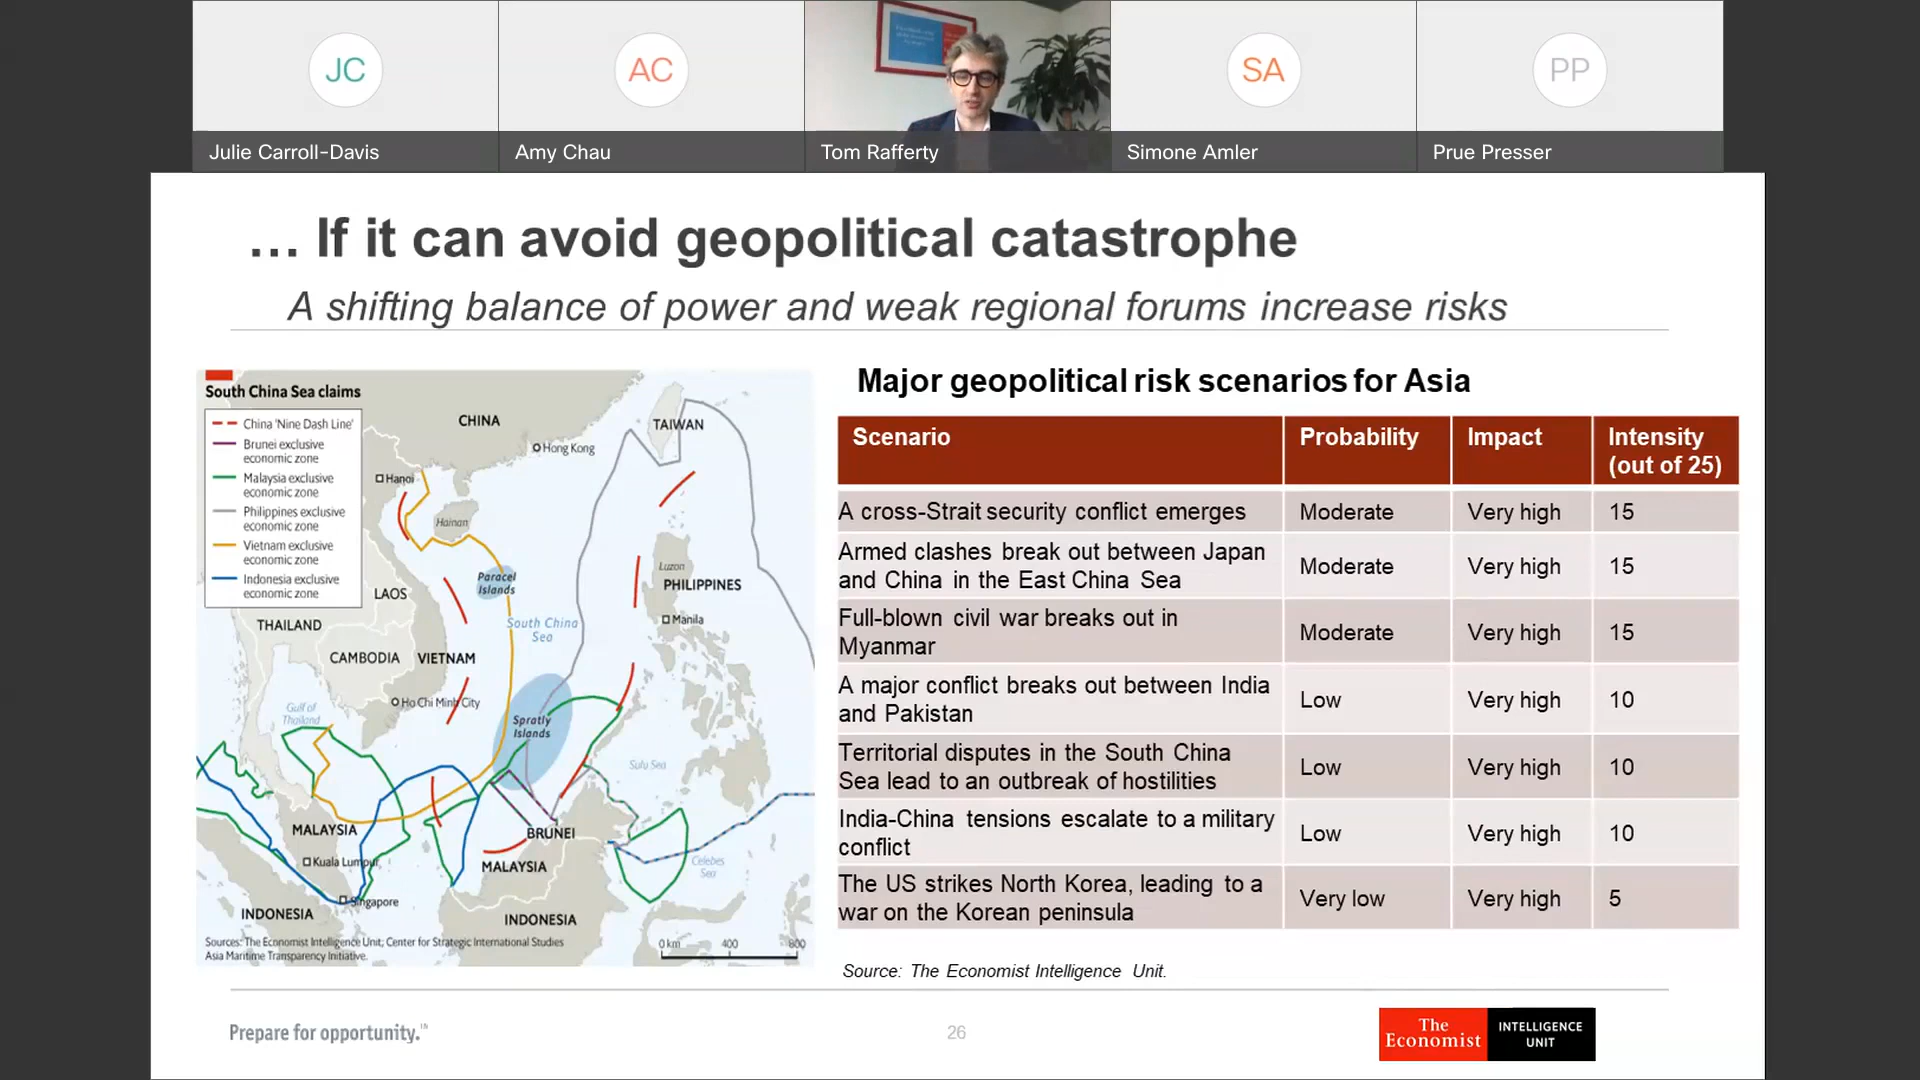 JC
AC
SA
PP
Julie Carroll-Davis
Amy Chau
Tom Rafferty
Simone Amler
Prue Presser
... If it can avoid geopolitical catastrophe
A shifting balance of power and weak regional forums increase risks
South China Sea claims
China 'Nine Dash Line'
Brunei exclusive
economic zone
Malaysia exclusive
economic zone
Philippines exclusive
economic zone
Vietnam exclusive
economic zone
Indonesia exclusive
economic zone
CHINA
TAIWAN
Hong Kong
Hanoi
Hainan
Paracel
Islands
Luzon
PHILIPPINES
LAOS
THAILAND
South China
Sea
Manila
CAMBODIA
VIETNAM
Ho Chi Minh City
Gulf of
Thailand
Spratly
Islands
Sulu Sea
MALAYSIA
BRUNEI
Kuala Lumpur
MALAYSIA
Celebes
Sea
Singapore
INDONESIA
INDONESIA
Sources: The Economist Intelligence Unit; Center for Strategic International Studies
Asia Maritime Transparency Initiative.
0 km 400 800
Major geopolitical risk scenarios for Asia
Scenario Probability Impact Intensity
(out of 25)
A cross-Strait security conflict emerges Moderate Very high 15
Armed clashes break out between Japan
and China in the East China Sea Moderate Very high 15
Full-blown civil war breaks out in
Myanmar Moderate Very high 15
A major conflict breaks out between India
and Pakistan Low Very high 10
Territorial disputes in the South China
Sea lead to an outbreak of hostilities Low Very high 10
India-China tensions escalate to a military
conflict Low Very high 10
The US strikes North Korea, leading to a
war on the Korean peninsula Very low Very high 5
Source: The Economist Intelligence Unit.
Prepare for opportunity.
26
The
Economist
INTELLIGENCE
UNIT